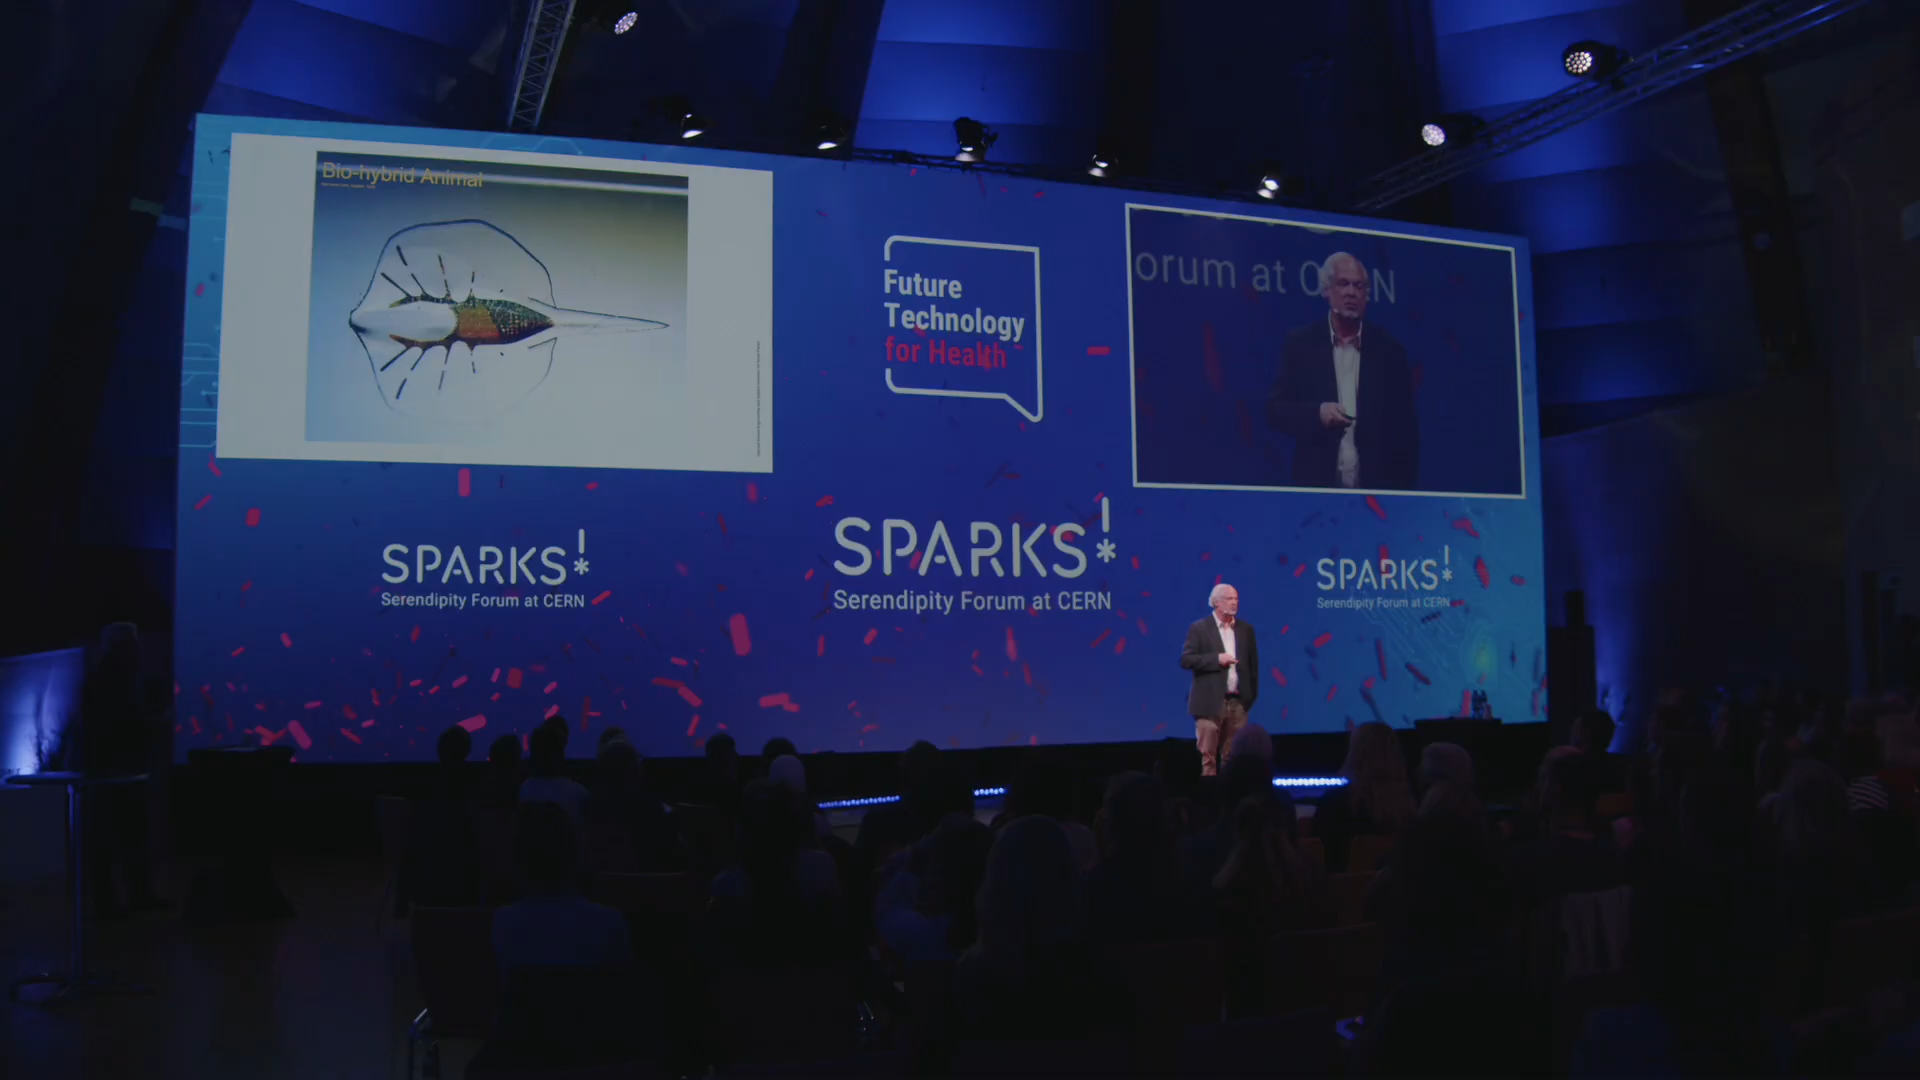 Bio-hybrid Animal
Future
Technology
for Health
orum at C
N
SPARKS!
Serendipity Forum at CERN
SPARKS!
Serendipity Forum at CERN
SPARKS!
Serendipity Forum at CERN